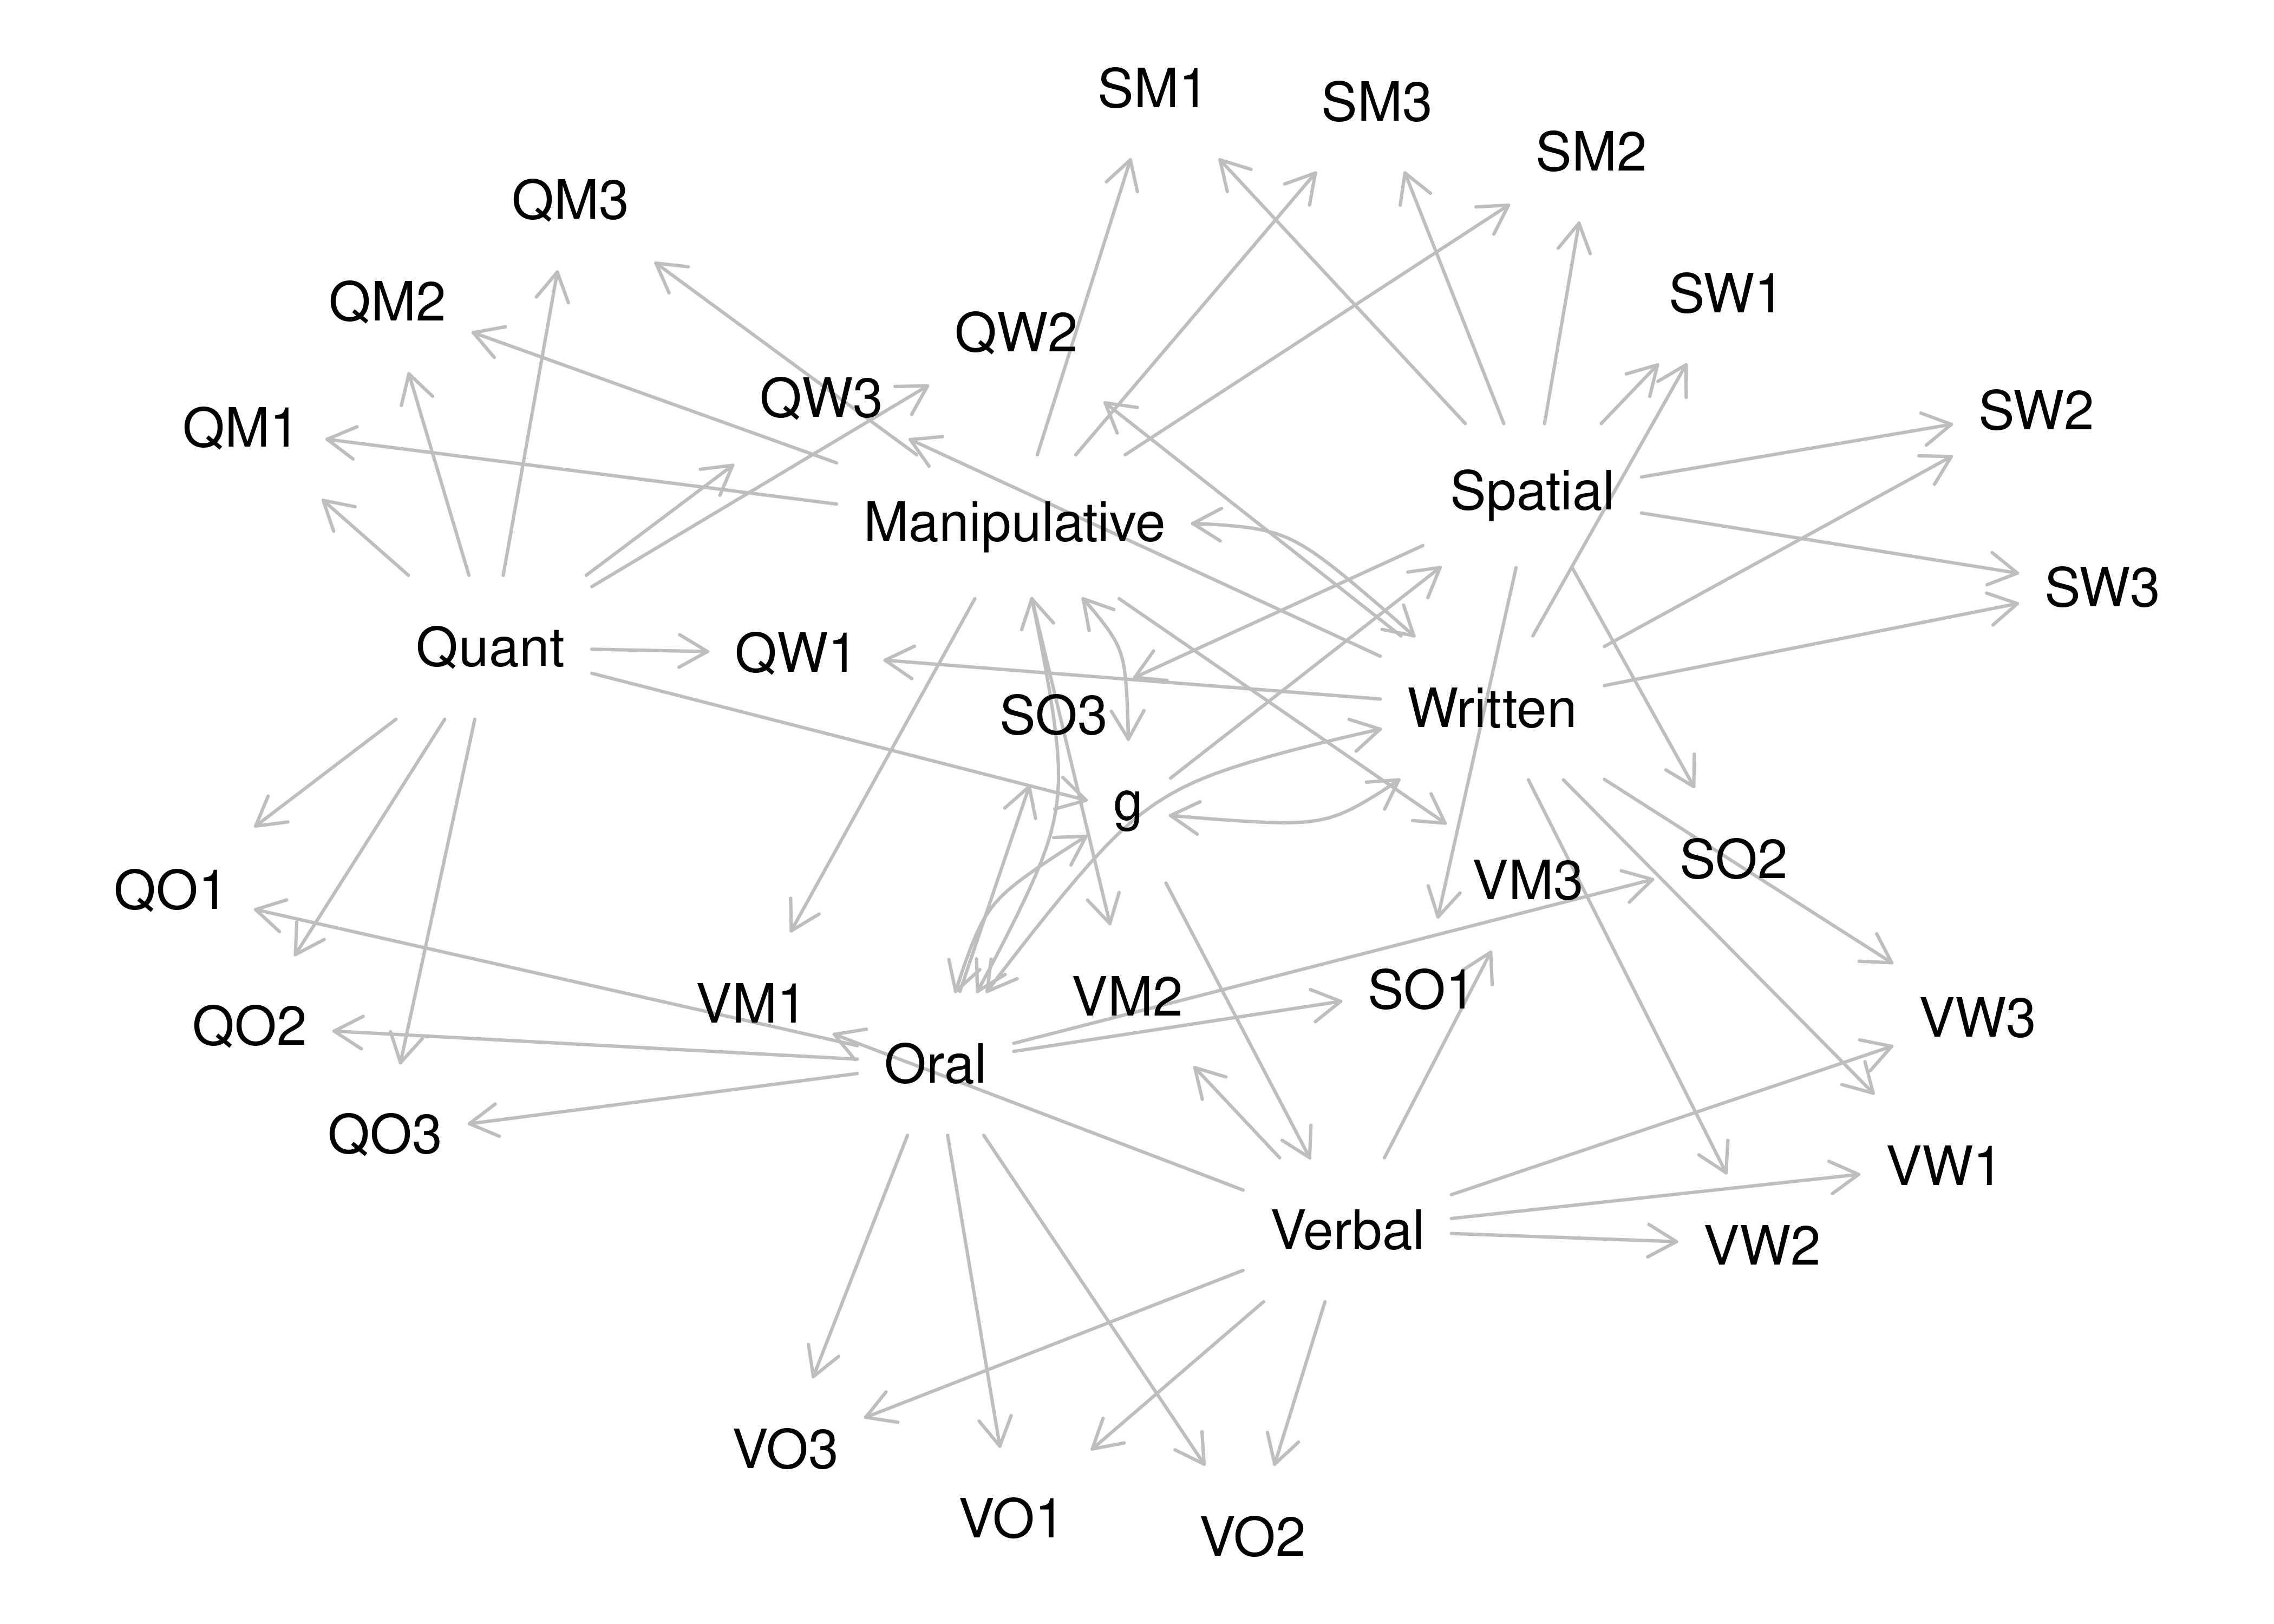 SM1
SM3
SM2
QM3
SW1
QM2
QW2
QW3
SW2
QM1
Spatial
Manipulative
SW3
Quant
QW1
Written
SO3
g
SO2
VM3
QO1
SO1
VM2
VM1
VW3
QO2
Oral
QO3
VW1
Verbal
VW2
VO3
VO1
VO2